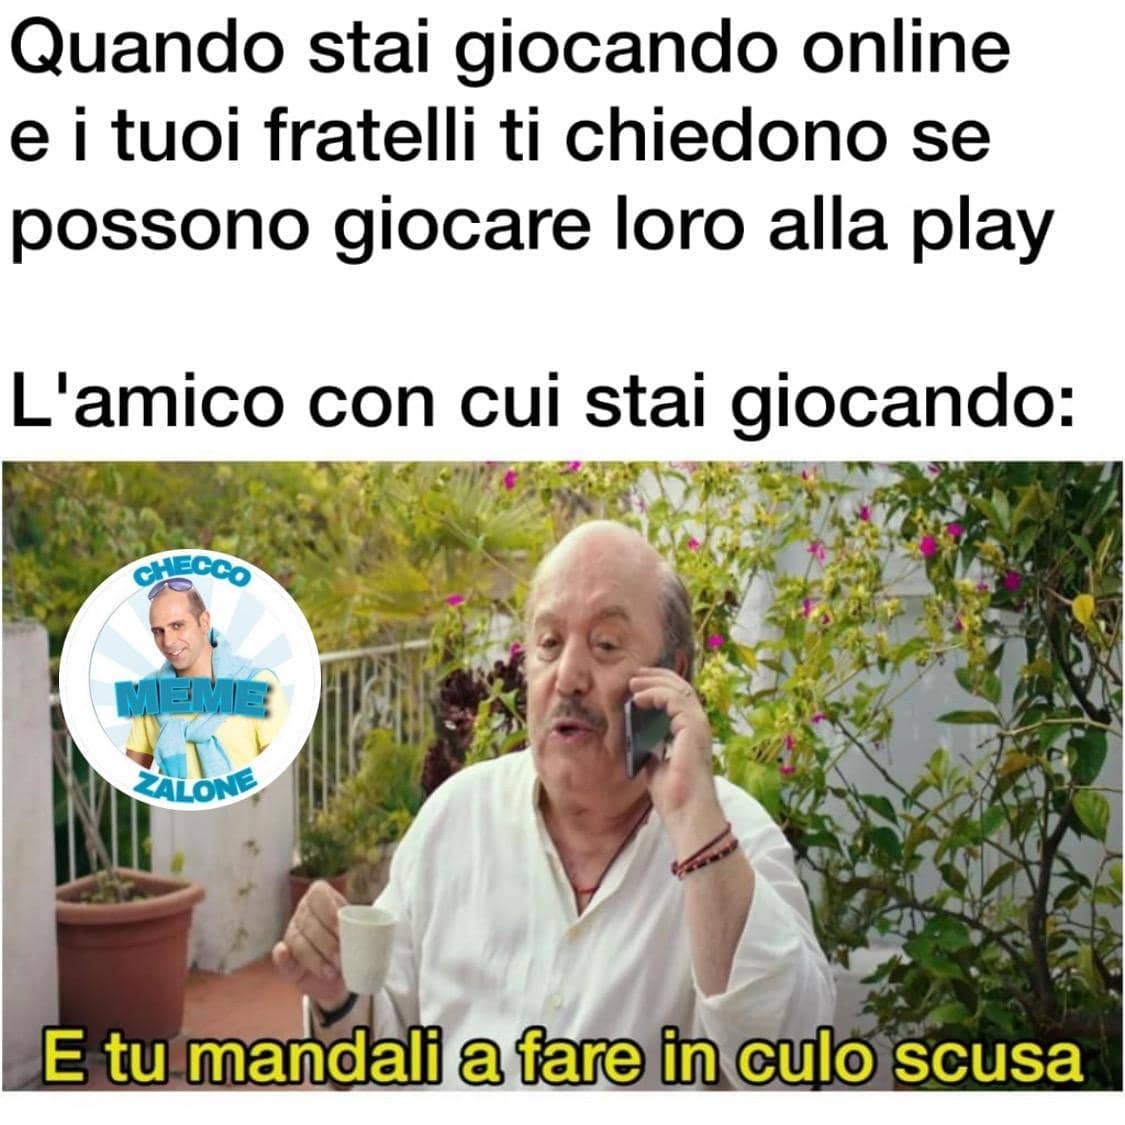 Quando stai giocando online
e i tuoi fratelli ti chiedono se
possono giocare loro alla play
L'amico con cui stai giocando:
CHECCO
MEME
ZALONE
E tu mandali a fare in culo scusa